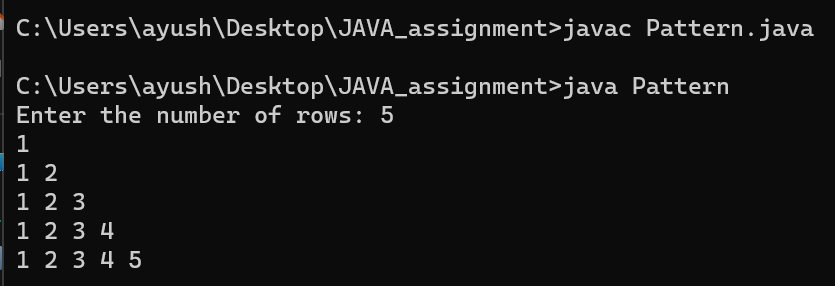 C:\Users\ayush\Desktop\JAVA_assignment>javac Pattern.java
C:\Users\ayush\Desktop\JAVA_assignment>java Pattern
Enter the number of rows: 5
1
1 2
1 2 3
1 2 3 4
1 2 3 4 5